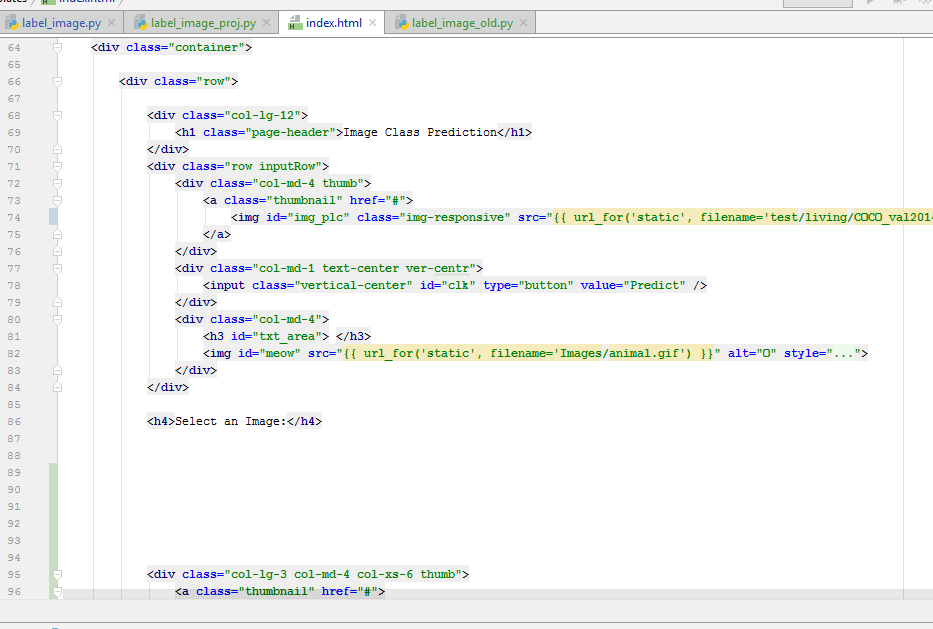 label_image.py label_image_proj.py index.html label_image_old.py
64 <div class="container">
65
66 <div class="row">
67
68 <div class="col-lg-12">
69 <h1 class="page-header">Image Class Prediction</h1>
70 </div>
71 <div class="row inputRow">
72 <div class="col-md-4 thumb">
73 <a class="thumbnail" href="#">
74 <img id="img_plc" class="img-responsive" src="{{ url_for('static', filename='test/living/COCO_val2014
75 </a>
76 </div>
77 <div class="col-md-1 text-center ver-centr">
78 <input class="vertical-center" id="clk" type="button" value="Predict" />
79 </div>
80 <div class="col-md-4">
81 <h3 id="txt_area"> </h3>
82 <img id="meow" src="{{ url_for('static', filename='Images/animal.gif') }}" alt="O" style="...">
83 </div>
84 </div>
85
86 <h4>Select an Image:</h4>
87
88
89
90
91
92
93
94
95 <div class="col-lg-3 col-md-4 col-xs-6 thumb">
96 <a class="thumbnail" href="#">